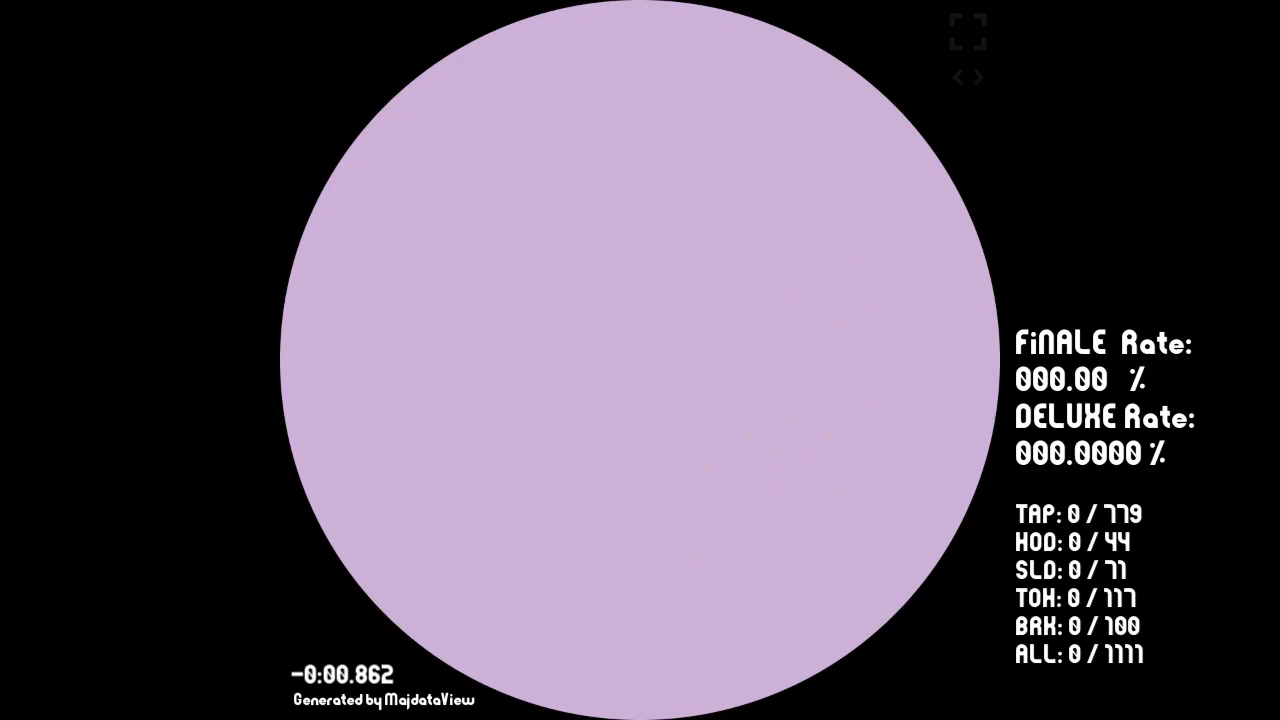 FiNALE Rate:
000.00 %
DELUXE Rate:
000.0000 %
TAP: 0 / 779
HOD: 0 / 44
SLD: 0 / 71
TOH: 0 / 117
BRK: 0 / 100
ALL: 0 / 1111
-0:00.862
Generated by MajdataView